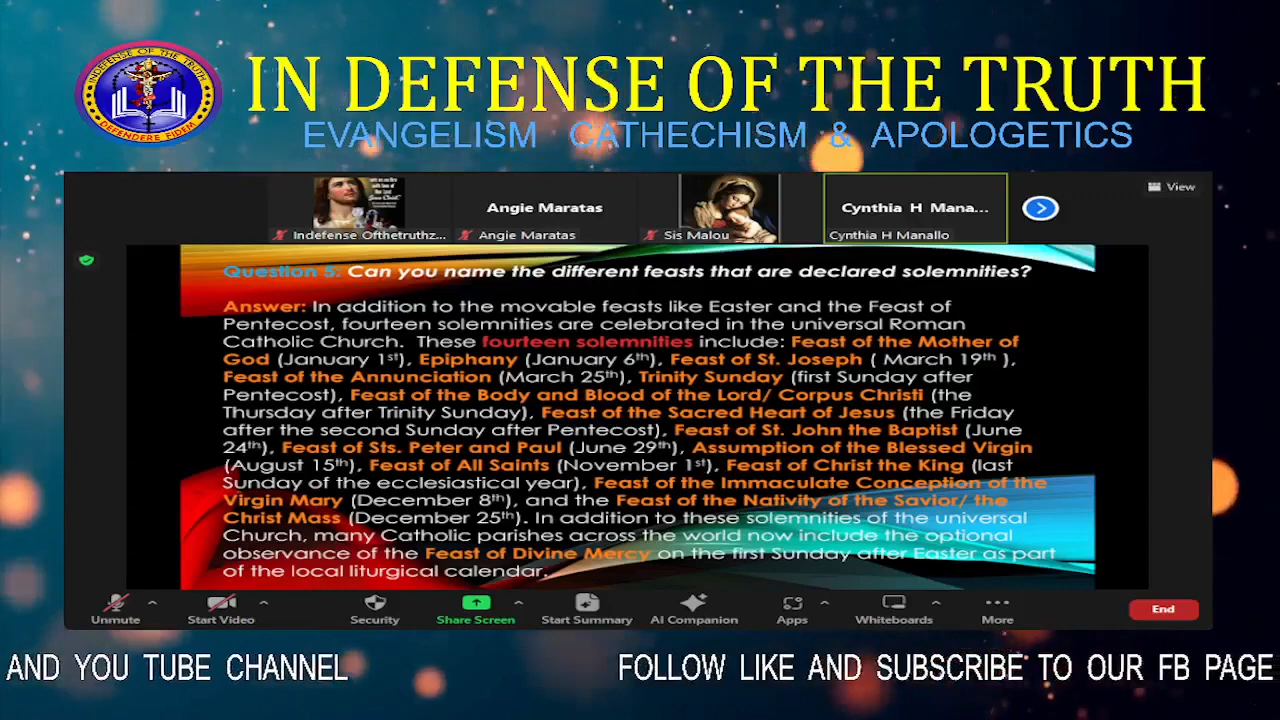 INDEFENSE OF THE TRUTH
DEFENDERE FIDEM
IN DEFENSE OF THE TRUTH
EVANGELISM CATHECHISM & APOLOGETICS
View
Angie Maratas
Cynthia H Mana...
Indefense Ofthetruthz...
Angie Maratas
Sis Malou
Cynthia H Manallo
Question 5: Can you name the different feasts that are declared solemnities?
Answer: In addition to the movable feasts like Easter and the Feast of
Pentecost, fourteen solemnities are celebrated in the universal Roman
Catholic Church. These fourteen solemnities include: Feast of the Mother of
God (January 1st), Epiphany (January 6th), Feast of St. Joseph ( March 19th ),
Feast of the Annunciation (March 25th), Trinity Sunday (first Sunday after
Pentecost), Feast of the Body and Blood of the Lord/ Corpus Christi (the
Thursday after Trinity Sunday), Feast of the Sacred Heart of Jesus (the Friday
after the second Sunday after Pentecost), Feast of St. John the Baptist (June
24th), Feast of Sts. Peter and Paul (June 29th), Assumption of the Blessed Virgin
(August 15th), Feast of All Saints (November 1st), Feast of Christ the King (last
Sunday of the ecclesiastical year), Feast of the Immaculate Conception of the
Virgin Mary (December 8th), and the Feast of the Nativity of the Savior/ the
Christ Mass (December 25th). In addition to these solemnities of the universal
Church, many Catholic parishes across the world now include the optional
observance of the Feast of Divine Mercy on the first Sunday after Easter as part
of the local liturgical calendar.
Unmute
Start Video
Security
Share Screen
Start Summary
AI Companion
Apps
Whiteboards
More
End
AND YOU TUBE CHANNEL
FOLLOW LIKE AND SUBSCRIBE TO OUR FB PAGE